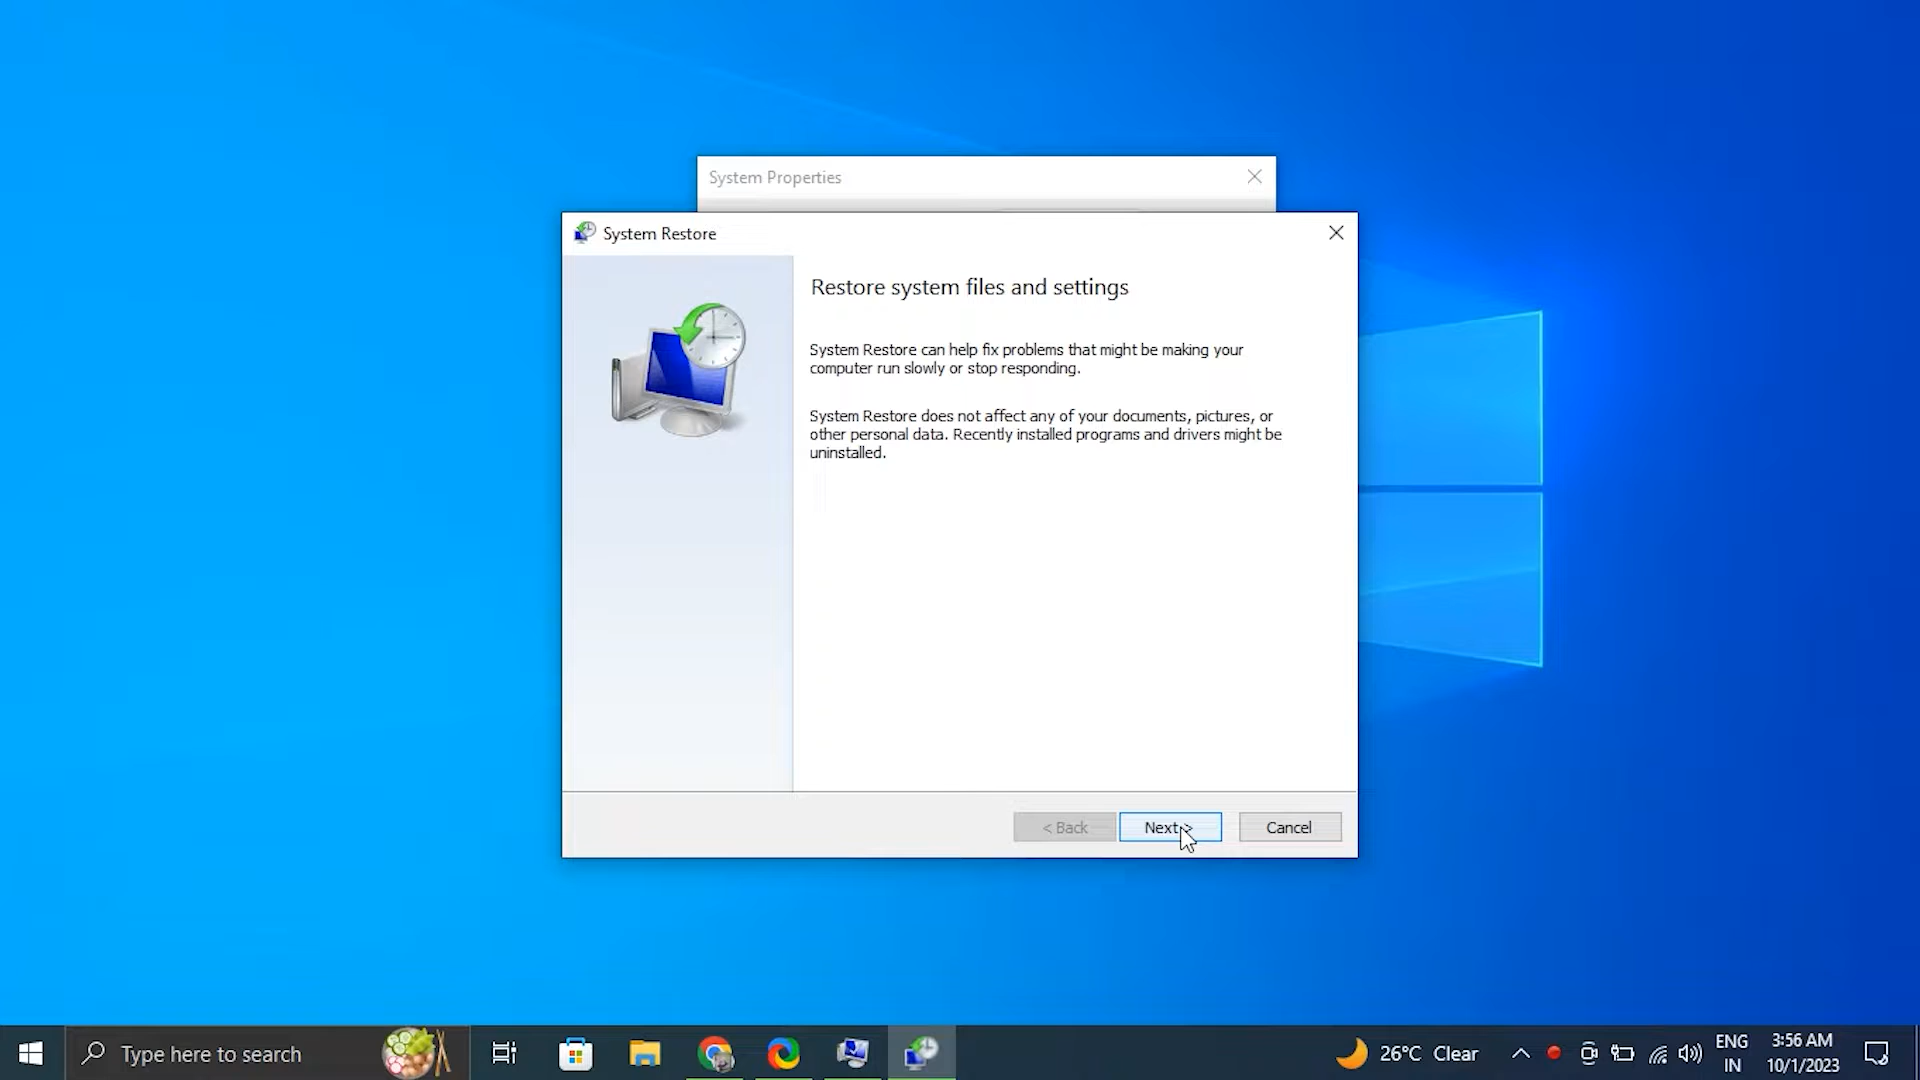 System Properties
System Restore
Restore system files and settings
System Restore can help fix problems that might be making your
computer run slowly or stop responding.
System Restore does not affect any of your documents, pictures, or
other personal data. Recently installed programs and drivers might be
uninstalled.
< Back
Next >
Cancel
Type here to search
26°C Clear
ENG
IN
3:56 AM
10/1/2023